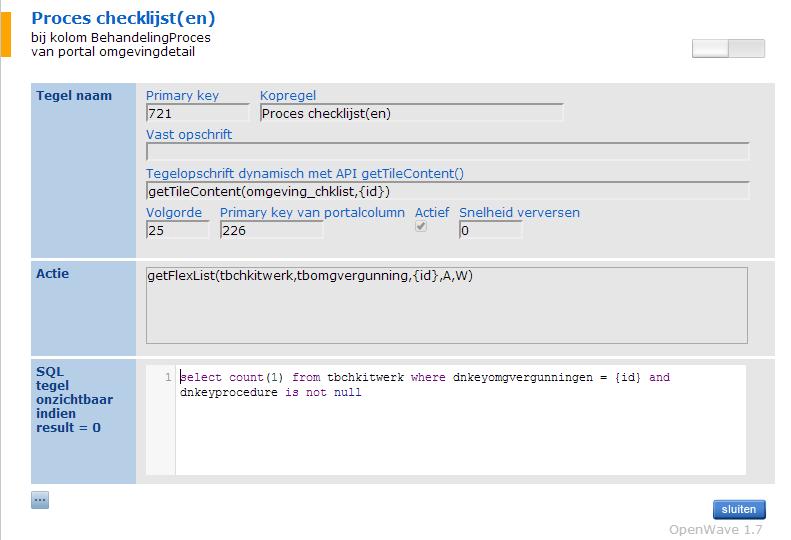 Proces checklijst(en)
bij kolom BehandelingProces
van portal omgevingdetail
Tegel naam
Primary key
Kopregel
721
Proces checklijst(en)
Vast opschrift
Tegelopschrift dynamisch met API getTileContent()
getTileContent(omgeving_chklist,{id})
Volgorde
Primary key van portalcolumn
Actief
Snelheid verversen
25
226
0
Actie
getFlexList(tbchkitwerk,tbomgvergunning,{id},A,W)
SQL
tegel
onzichtbaar
indien
result = 0
1
select count(1) from tbchkitwerk where dnkeyomgvergunningen = {id} and
dnkeyprocedure is not null
...
sluiten
OpenWave 1.7